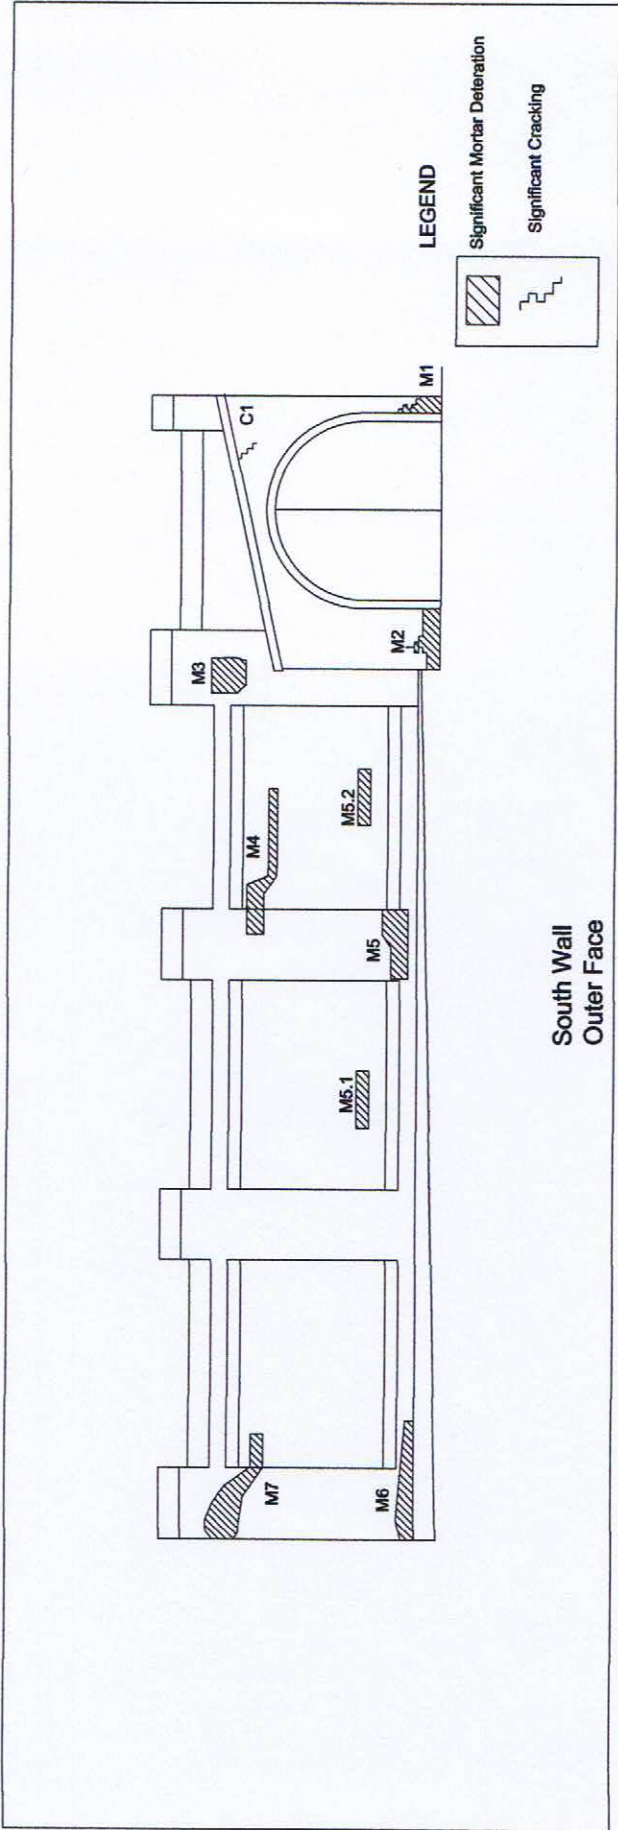 C1
M1
M2
M3
M4
M5.2
M5
M5.1
M7
M6
LEGEND
Significant Mortar Deteration
Significant Cracking
South Wall
Outer Face